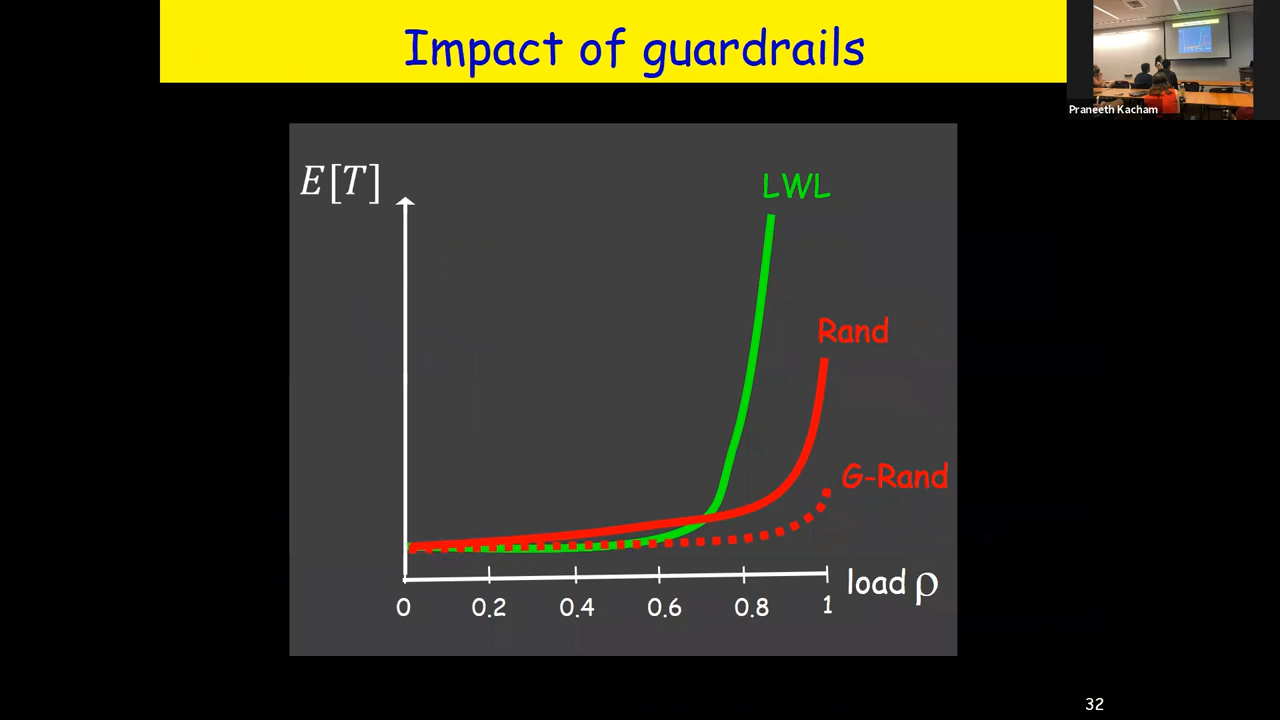 Impact of guardrails
Praneeth Kacham
E[T]
LWL
Rand
G-Rand
load ρ
0 0.2 0.4 0.6 0.8 1
32